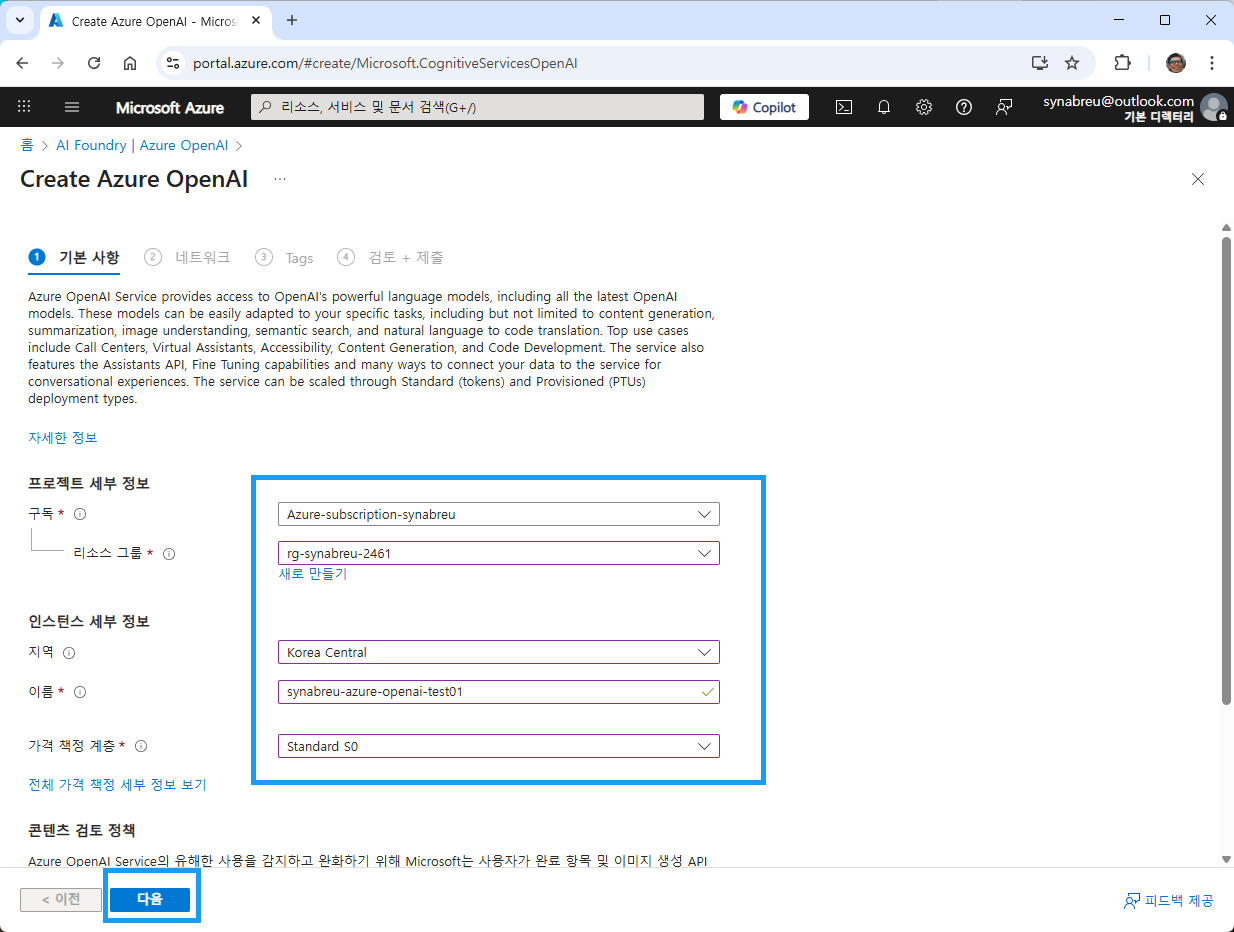 Create Azure OpenAI - Micros
portal.azure.com/#create/Microsoft.CognitiveServicesOpenAI
Microsoft Azure
리소스, 서비스 및 문서 검색(G+/)
Copilot
synabreu@outlook.com
기본 디렉터리
홈 > AI Foundry | Azure OpenAI >
Create Azure OpenAI ...
1 기본 사항 2 네트워크 3 Tags 4 검토 + 제출
Azure OpenAI Service provides access to OpenAI's powerful language models, including all the latest OpenAI
models. These models can be easily adapted to your specific tasks, including but not limited to content generation,
summarization, image understanding, semantic search, and natural language to code translation. Top use cases
include Call Centers, Virtual Assistants, Accessibility, Content Generation, and Code Development. The service also
features the Assistants API, Fine Tuning capabilities and many ways to connect your data to the service for
conversational experiences. The service can be scaled through Standard (tokens) and Provisioned (PTUs)
deployment types.
자세한 정보
프로젝트 세부 정보
구독 * Azure-subscription-synabreu
리소스 그룹 * rg-synabreu-2461
새로 만들기
인스턴스 세부 정보
지역 Korea Central
이름 * synabreu-azure-openai-test01
가격 책정 계층 * Standard S0
전체 가격 책정 세부 정보 보기
콘텐츠 검토 정책
Azure OpenAI Service의 유해한 사용을 감지하고 완화하기 위해 Microsoft는 사용자가 완료 항목 및 이미지 생성 API
< 이전 다음 피드백 제공